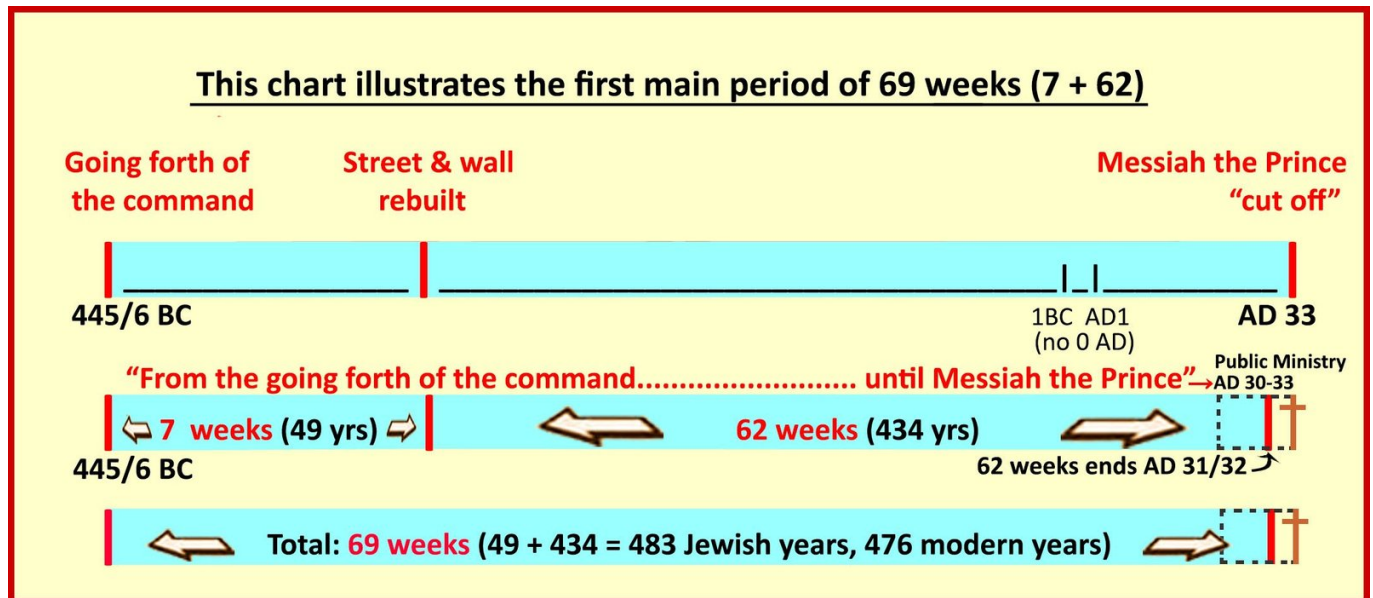 This chart illustrates the first main period of 69 weeks (7 + 62)
Going forth of
the command
Street & wall
rebuilt
Messiah the Prince
“cut off”
445/6 BC
1BC AD1
(no 0 AD)
AD 33
“From the going forth of the command.......................... until Messiah the Prince”→
Public Ministry
AD 30-33
7 weeks (49 yrs)
62 weeks (434 yrs)
445/6 BC
62 weeks ends AD 31/32
Total: 69 weeks (49 + 434 = 483 Jewish years, 476 modern years)